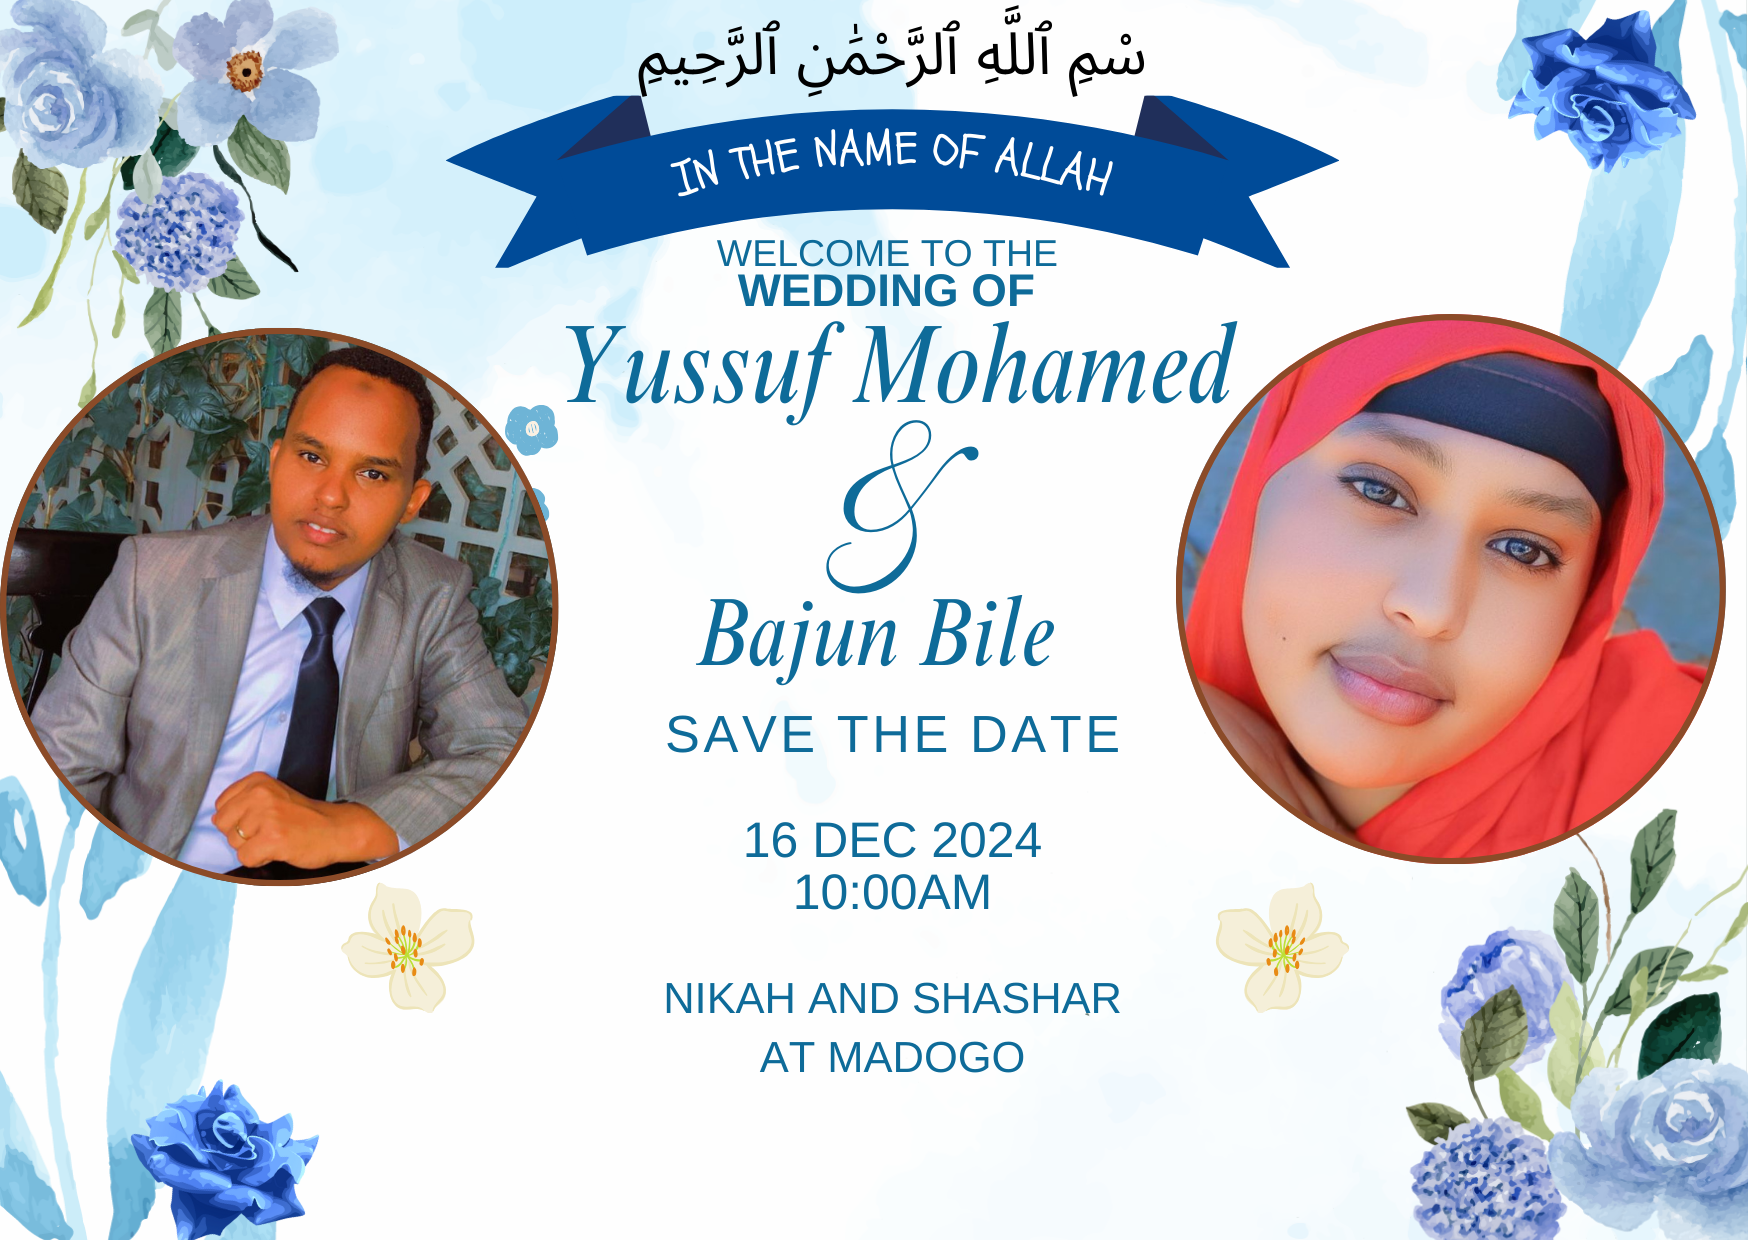 سْمِ ٱللَّهِ ٱلرَّحْمَٰنِ ٱلرَّحِيمِ
IN THE NAME OF ALLAH
WELCOME TO THE
WEDDING OF
Yussuf Mohamed
&
Bajun Bile
SAVE THE DATE
16 DEC 2024
10:00AM
NIKAH AND SHASHAR
AT MADOGO